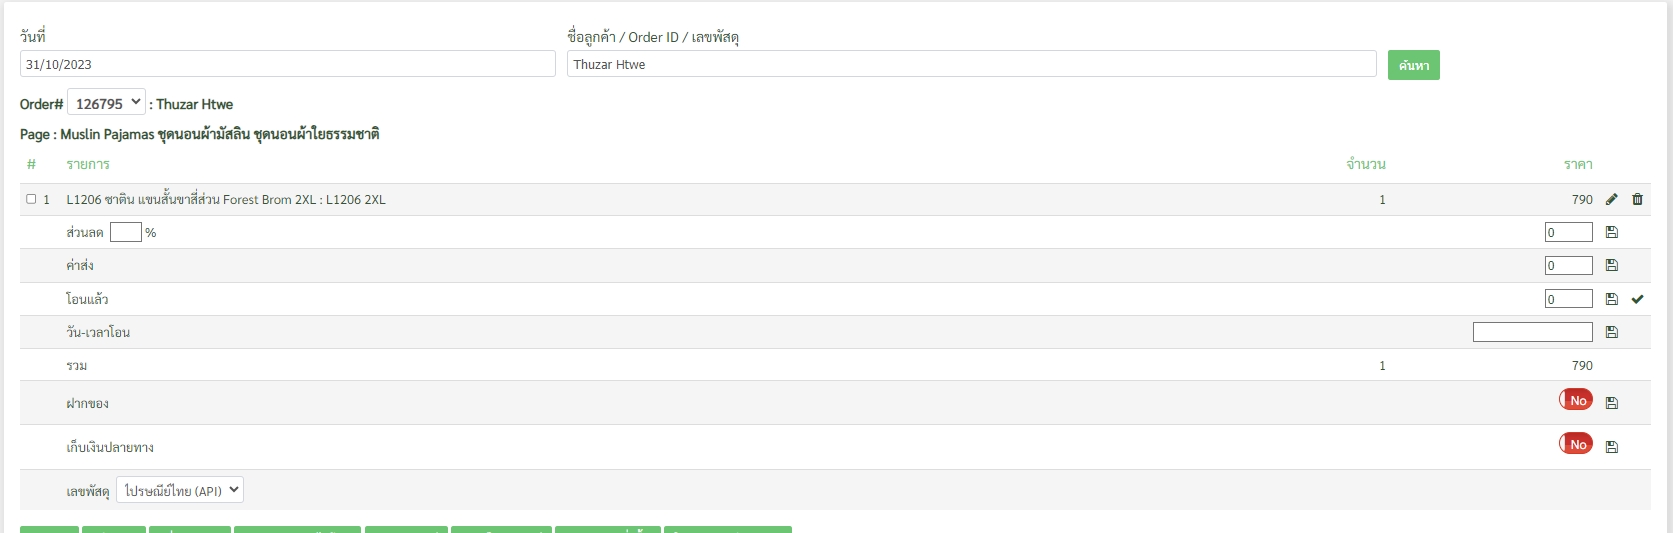 วันที่ ชื่อลูกค้า / Order ID / เลขพัสดุ
31/10/2023 Thuzar Htwe ค้นหา
Order# 126795 : Thuzar Htwe
Page : Muslin Pajamas ชุดนอนผ้ามัสลิน ชุดนอนผ้าใยธรรมชาติ
# รายการ จำนวน ราคา
1 L1206 ซาติน แขนสั้นขาสี่ส่วน Forest Brom 2XL : L1206 2XL 1 790
ส่วนลด % 0
ค่าส่ง 0
โอนแล้ว 0
วัน-เวลาโอน
รวม 1 790
ฝากของ No
เก็บเงินปลายทาง No
เลขพัสดุ ไปรษณีย์ไทย (API)